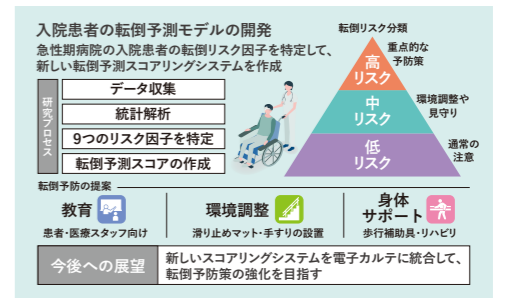 入院患者の転倒予測モデルの開発
急性期病院の入院患者の転倒リスク因子を特定して、
新しい転倒予測スコアリングシステムを作成
研究プロセス
データ収集
統計解析
9つのリスク因子を特定
転倒予測スコアの作成
転倒リスク分類
高
リスク
重点的な
予防策
中
リスク
環境調整や
見守り
低
リスク
通常の
注意
転倒予防の提案
教育
患者・医療スタッフ向け
環境調整
滑り止めマット・手すりの設置
身体
サポート
歩行補助具・リハビリ
今後への展望
新しいスコアリングシステムを電子カルテに統合して、
転倒予防策の強化を目指す